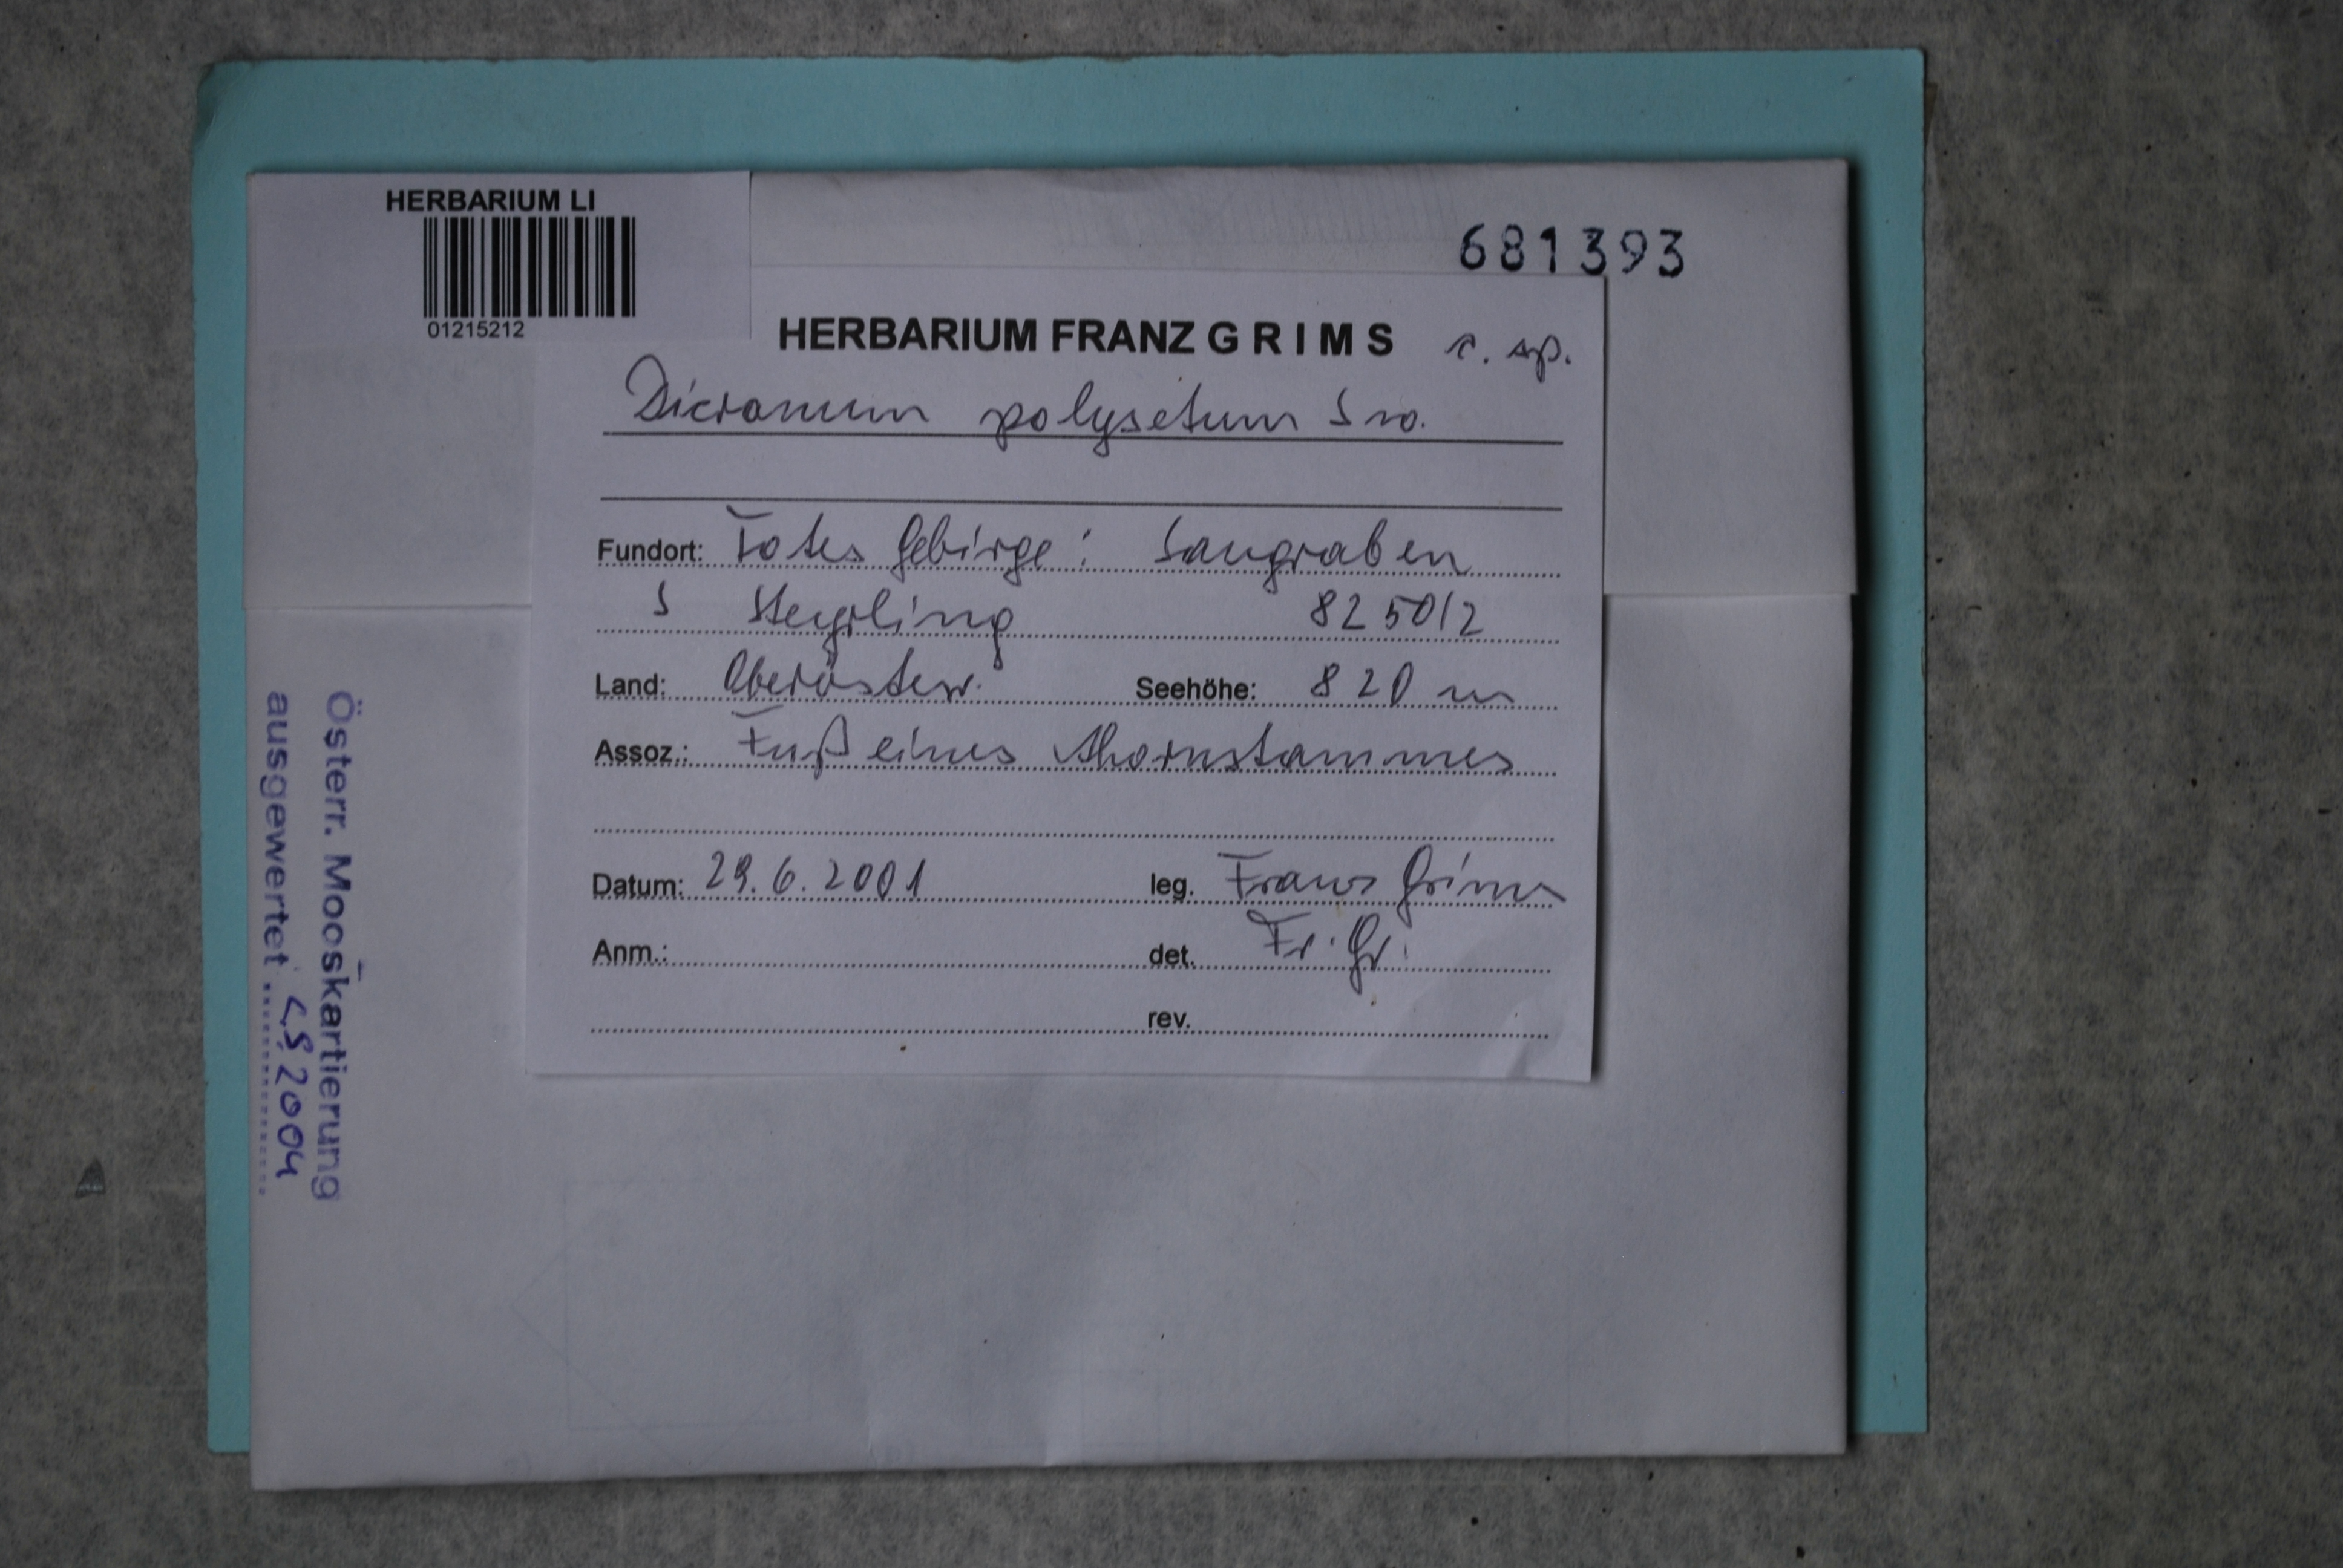 HERBARIUM LI
01215212
681393
HERBARIUM FRANZ GRIMS c. sp.
Dicranum polysetum Sw.
Fundort: Totes Gebirge: Saugraben
S Steyrling 8250/2
Land: Oberösterr. Seehöhe: 820 m
Assoz.: Fuß eines Ahornstammes
Datum: 29.6.2001 leg. Franz Grims
Anm.: det. Fr. Gr.
rev.
Österr. Mooskartierung
ausgewertet 2004